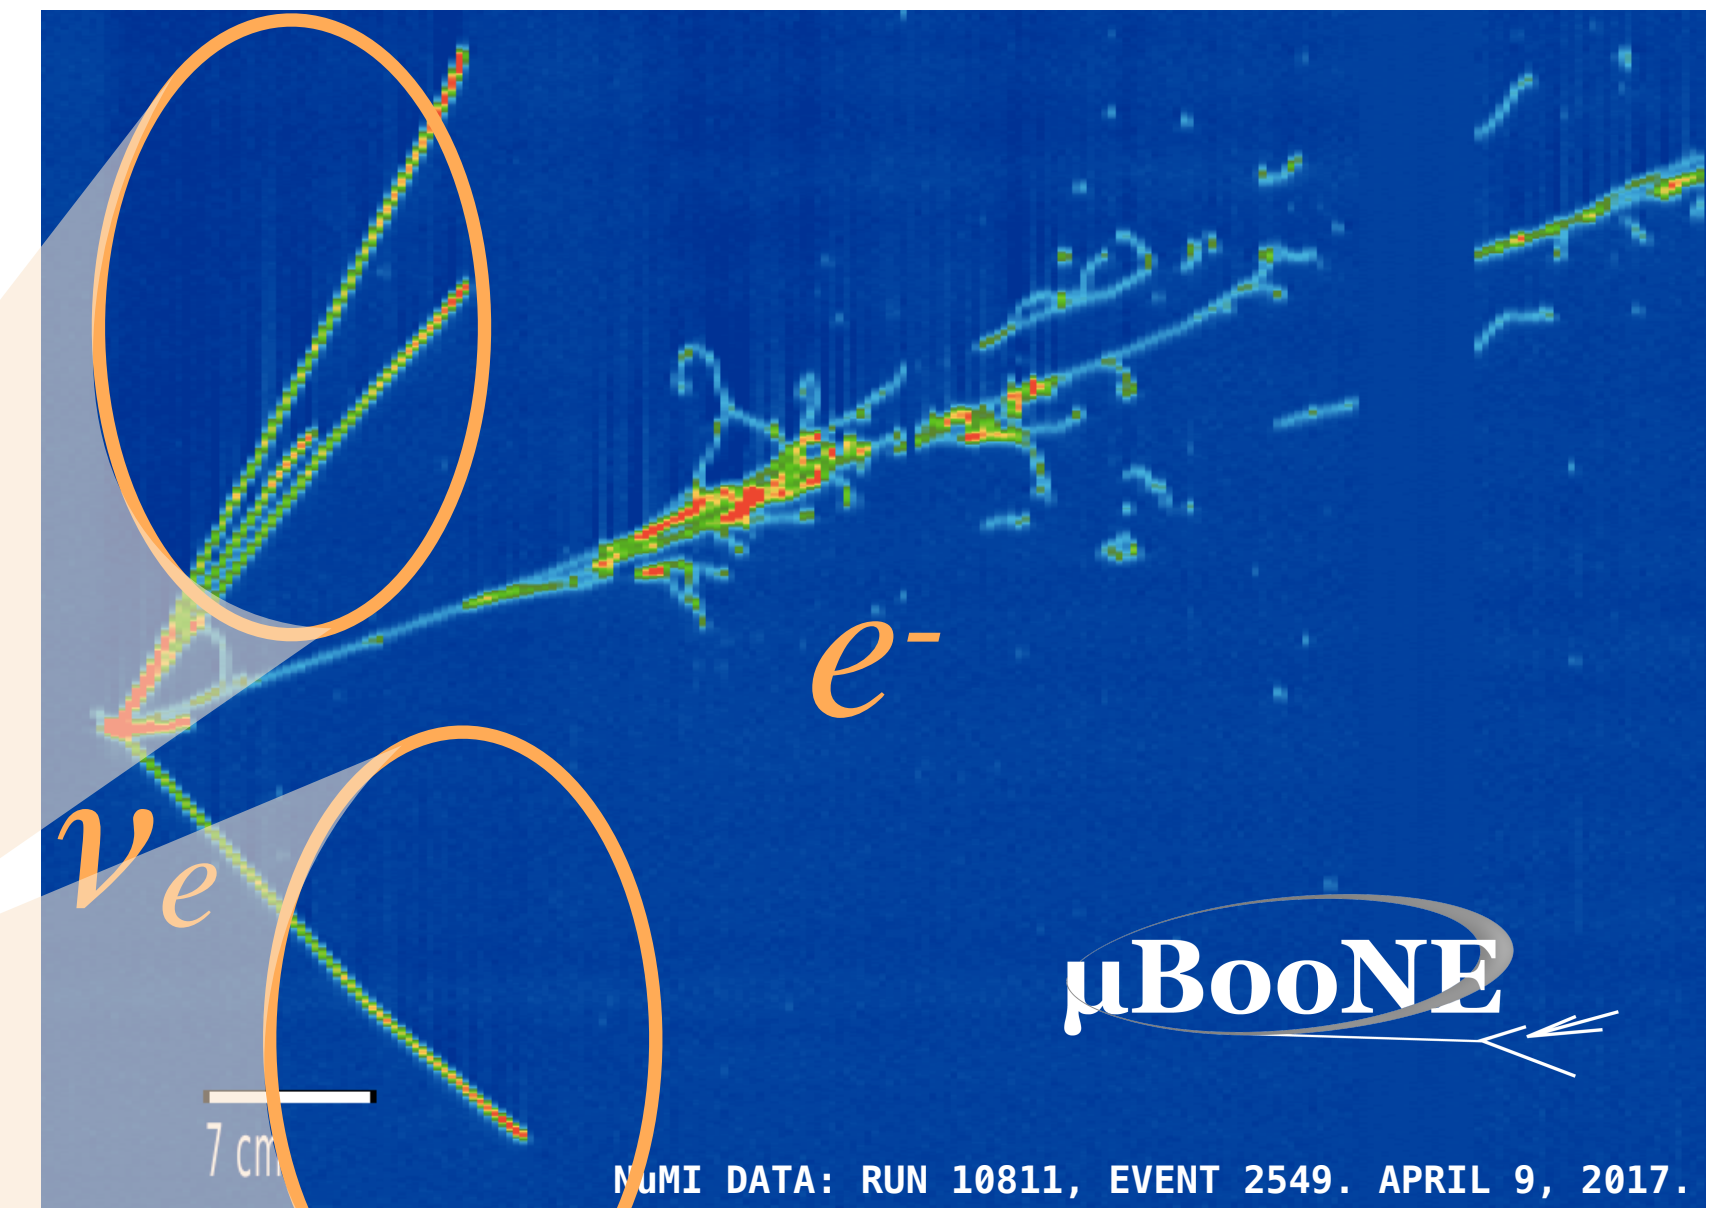 e-
νe
μBooNE
7 cm
NuMI DATA: RUN 10811, EVENT 2549. APRIL 9, 2017.